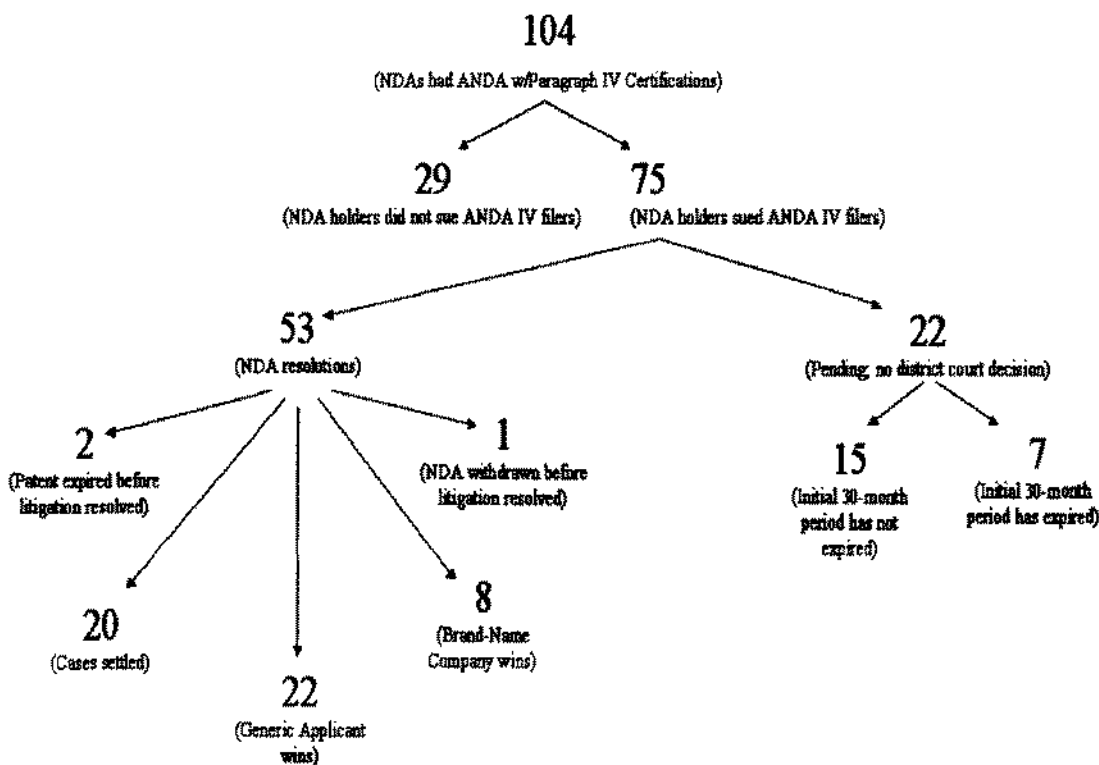 104
(NDAs had ANDA w/Paragraph IV Certifications)
29
(NDA holders did not sue ANDA IV filers)
75
(NDA holders sued ANDA IV filers)
53
(NDA resolutions)
22
(Pending; no district court decision)
2
(Patent expired before
litigation resolved)
1
(NDA withdrawn before
litigation resolved)
15
(Initial 30-month
period has not
expired)
7
(Initial 30-month
period has expired)
20
(Cases settled)
22
(Generic Applicant
wins)
8
(Brand-Name
Company wins)